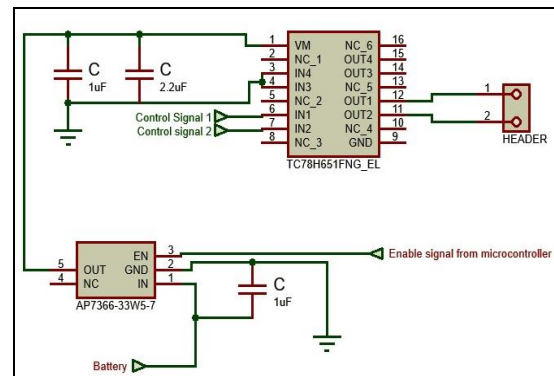 1 VM NC_6 16
2 NC_1 OUT4 15
3 IN4 OUT3 14
4 IN3 NC_5 13
5 NC_2 OUT1 12
6 IN1 OUT2 11
7 IN2 NC_4 10
8 NC_3 GND 9
TC78H651FNG_EL
C
1uF
C
2.2uF
Control Signal 1
Control signal 2
1
2
HEADER
5 OUT EN 3
4 NC GND 2
IN 1
AP7366-33W5-7
C
1uF
Enable signal from microcontroller
Battery